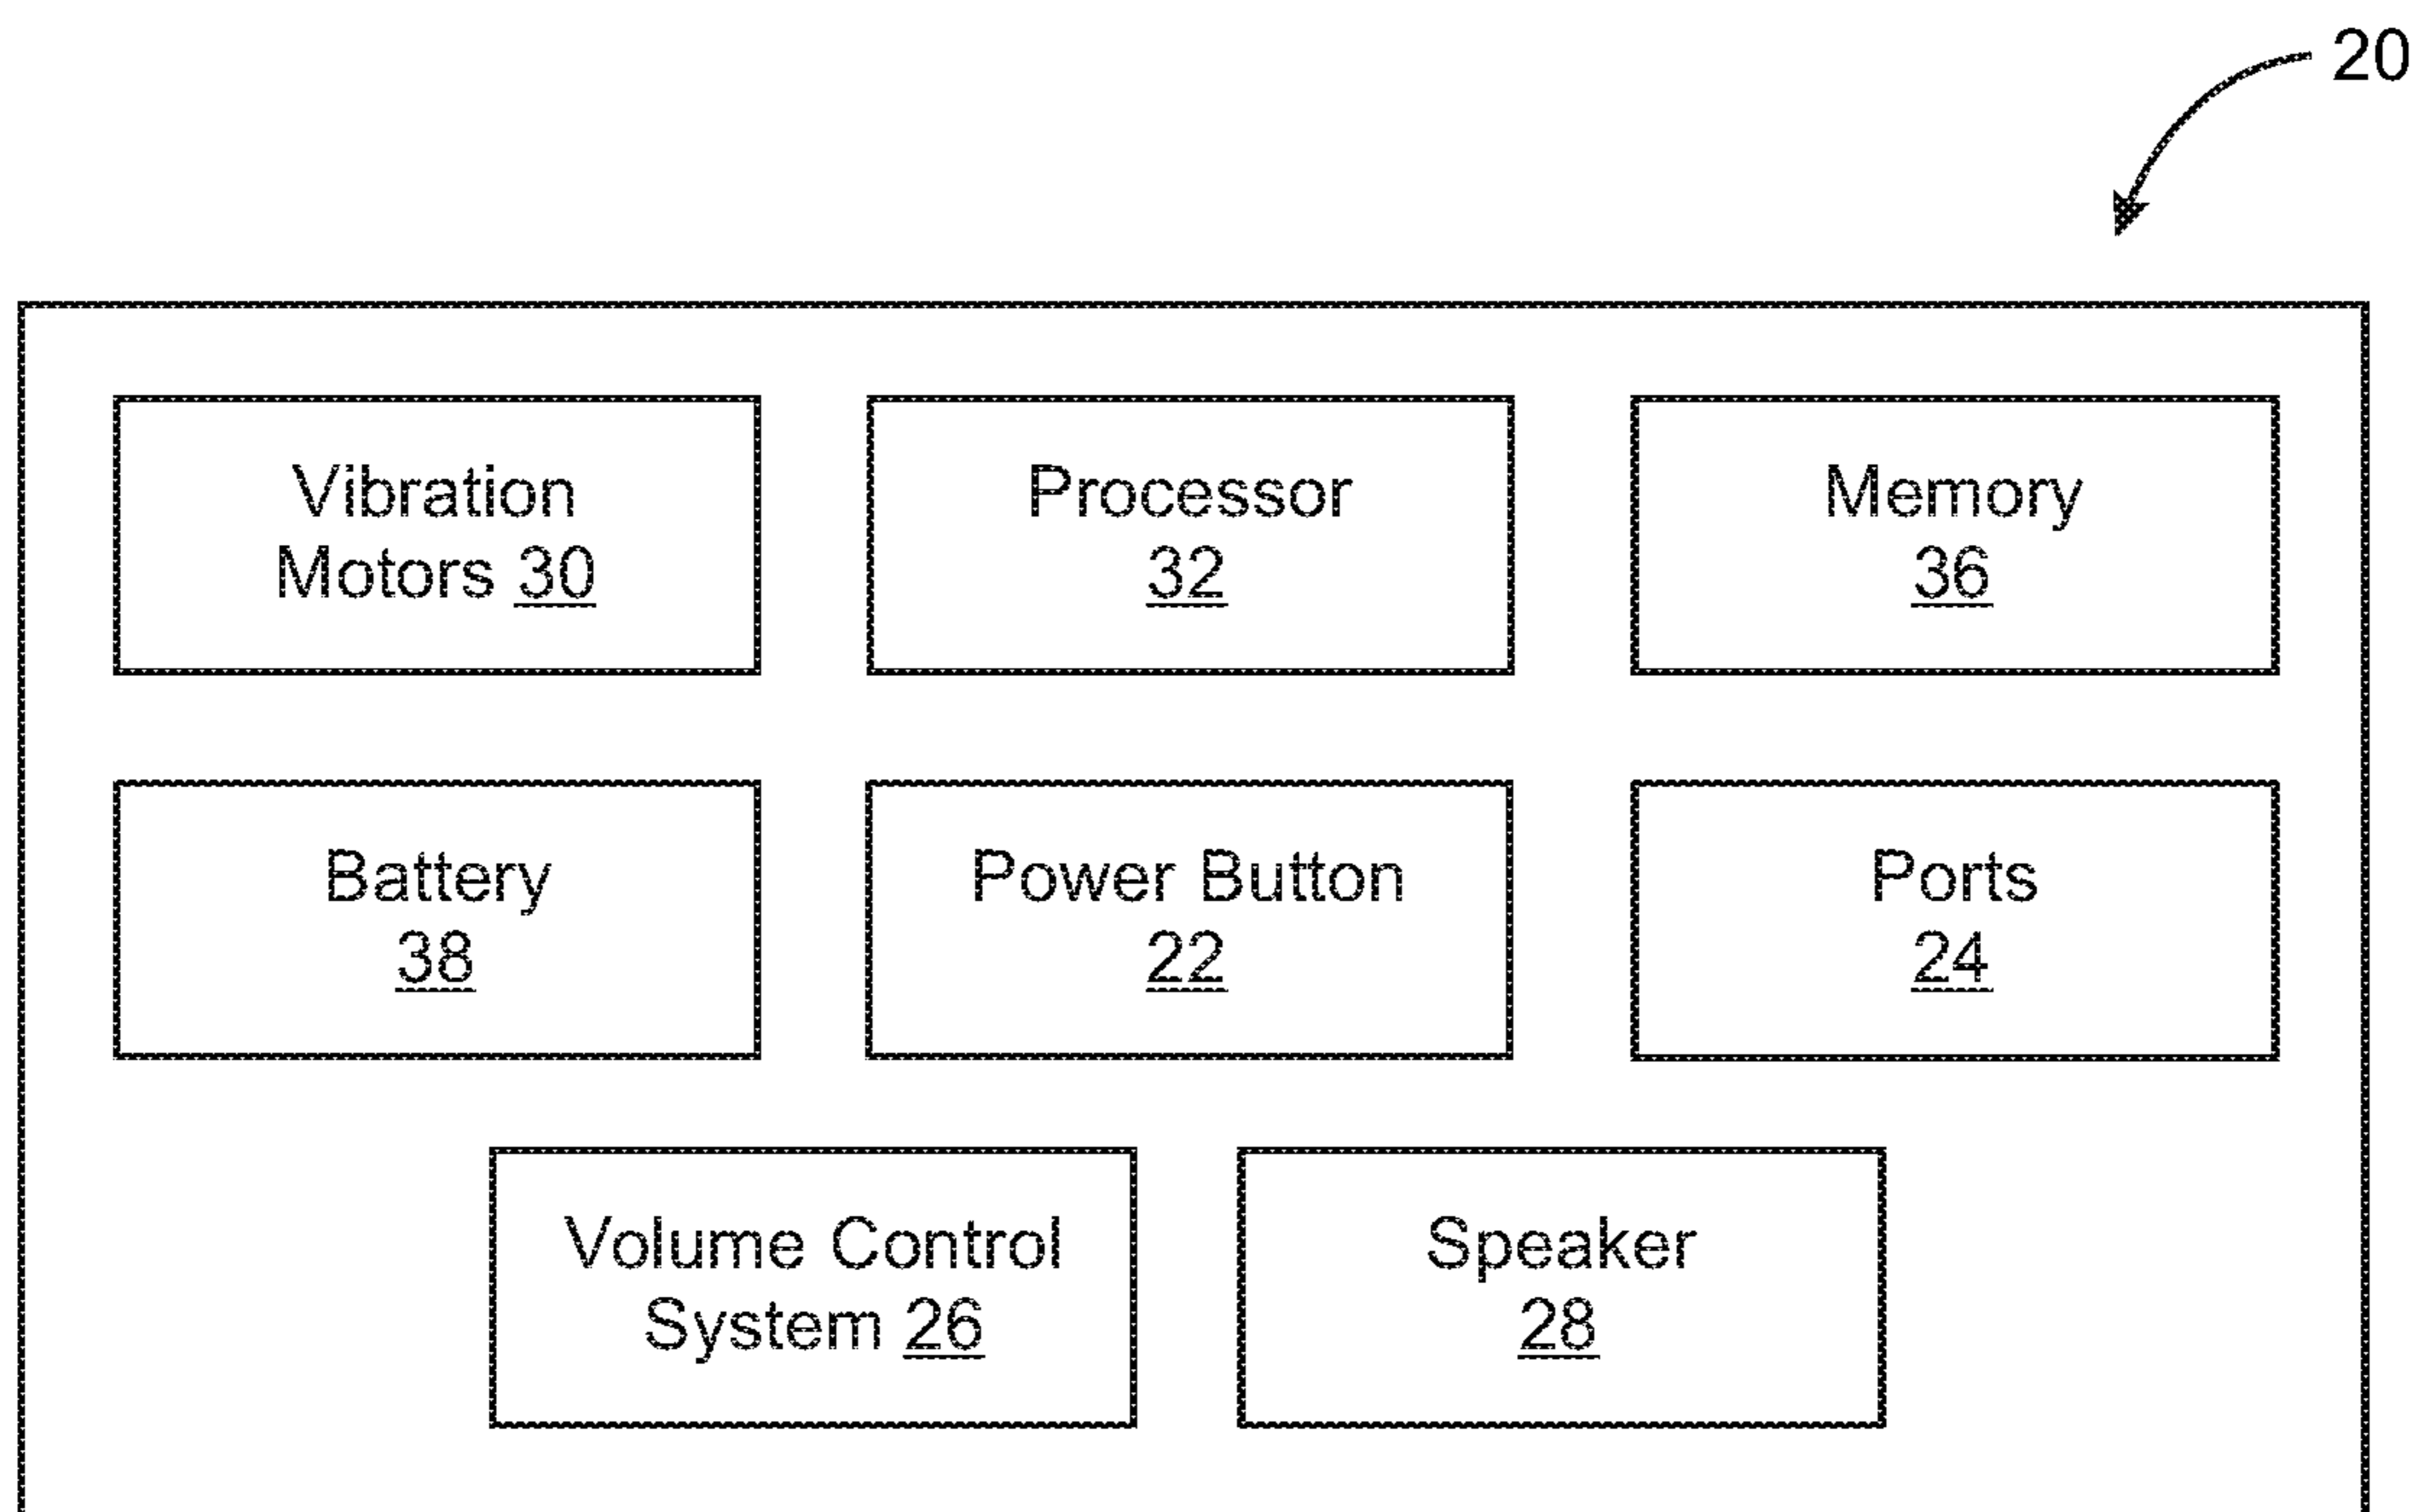 20
Vibration
Motors 30
Processor
32
Memory
36
Battery
38
Power Button
22
Ports
24
Volume Control
System 26
Speaker
28